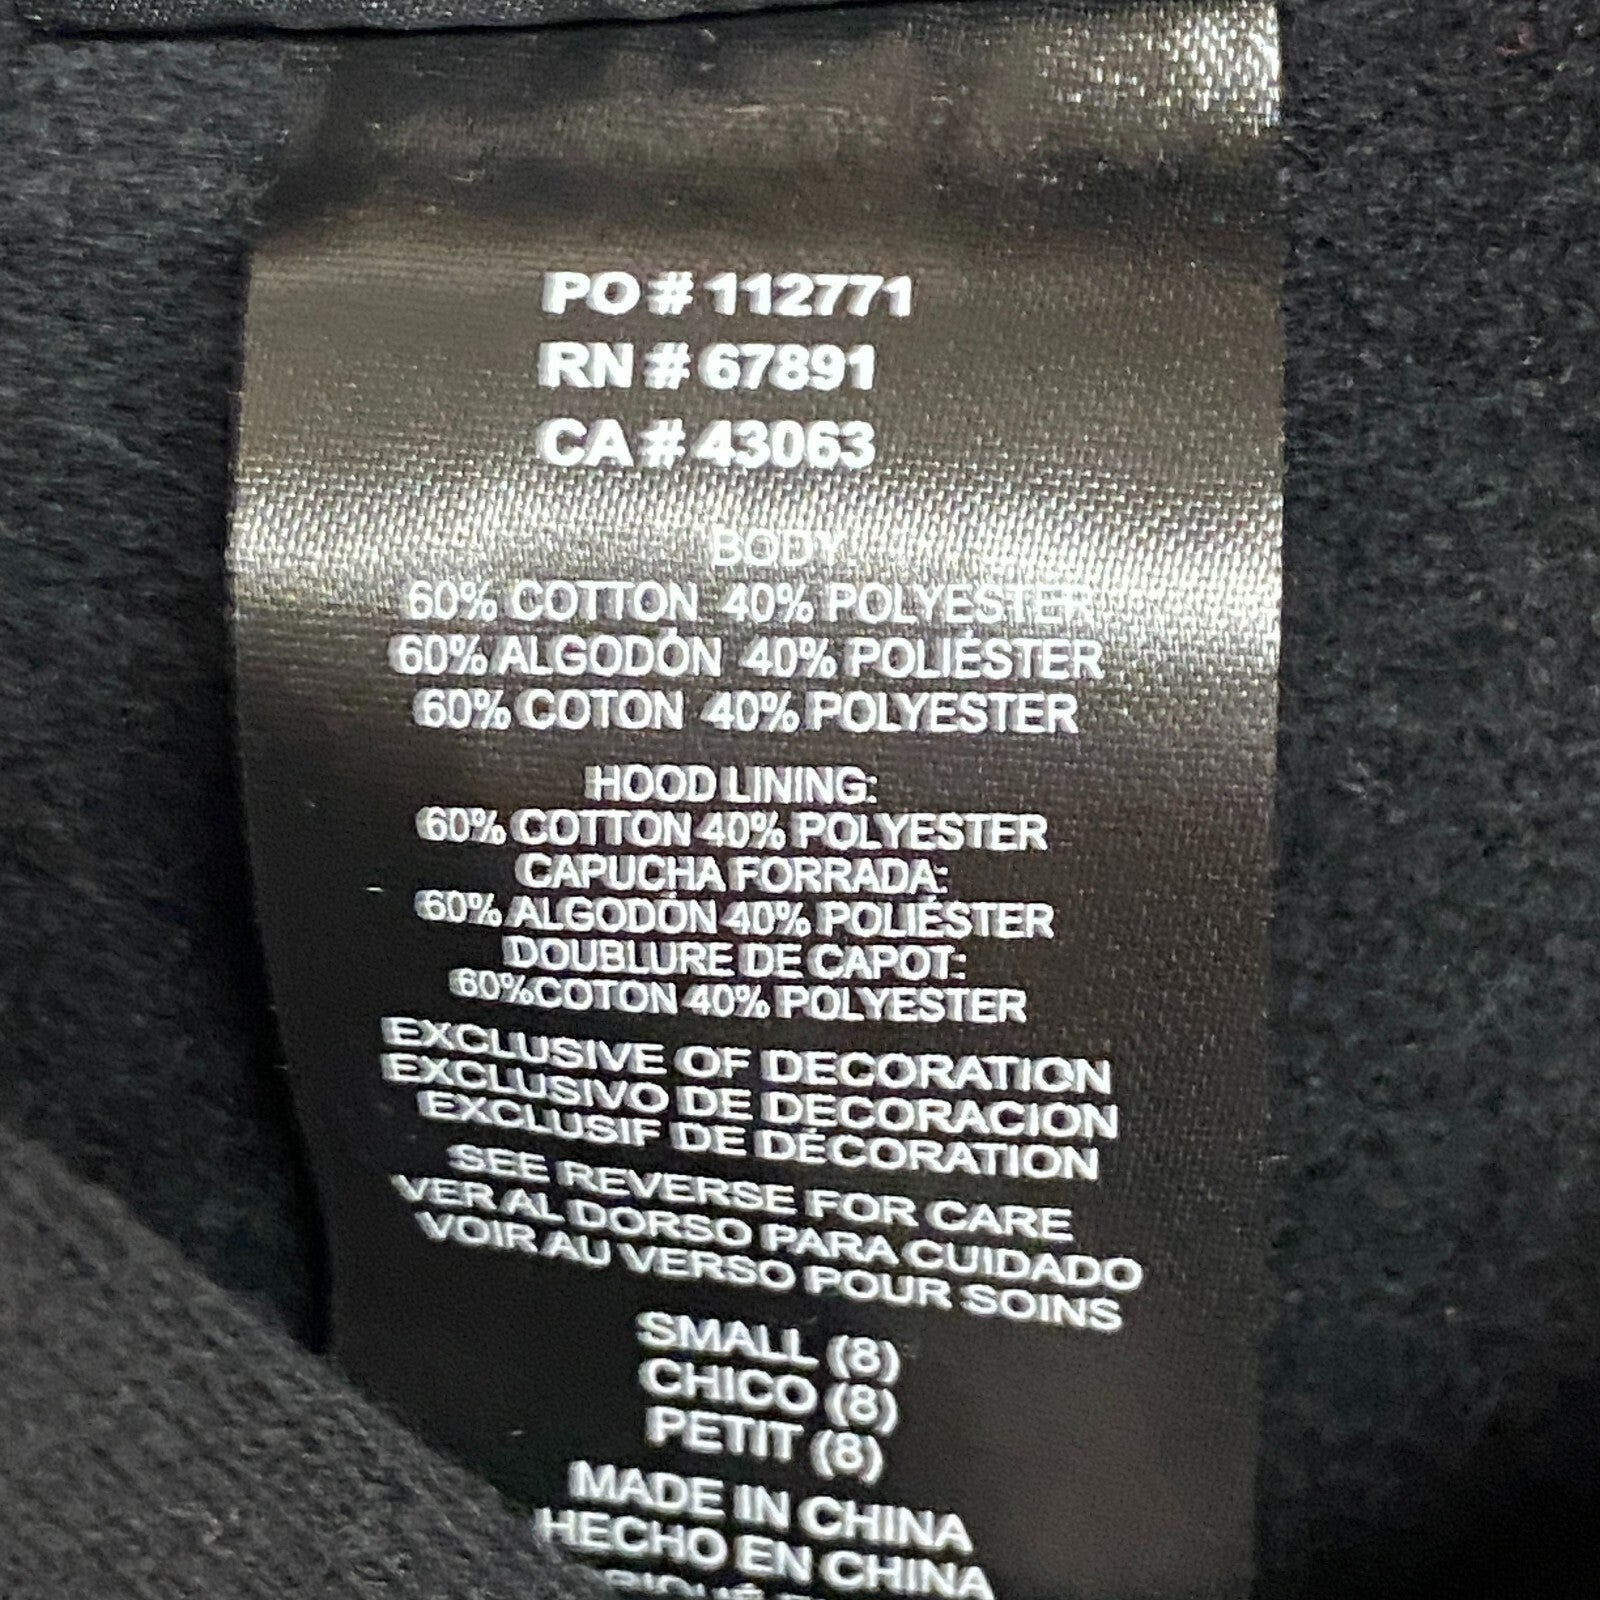 PO # 112771
RN # 67891
CA # 43063
BODY
60% COTTON 40% POLYESTER
60% ALGODÓN 40% POLIÉSTER
60% COTON 40% POLYESTER
HOOD LINING:
60% COTTON 40% POLYESTER
CAPUCHA FORRADA:
60% ALGODÓN 40% POLIÉSTER
DOUBLURE DE CAPOT:
60%COTON 40% POLYESTER
EXCLUSIVE OF DECORATION
EXCLUSIVO DE DECORACION
EXCLUSIF DE DÉCORATION
SEE REVERSE FOR CARE
VER AL DORSO PARA CUIDADO
VOIR AU VERSO POUR SOINS
SMALL (8)
CHICO (8)
PETIT (8)
MADE IN CHINA
HECHO EN CHINA